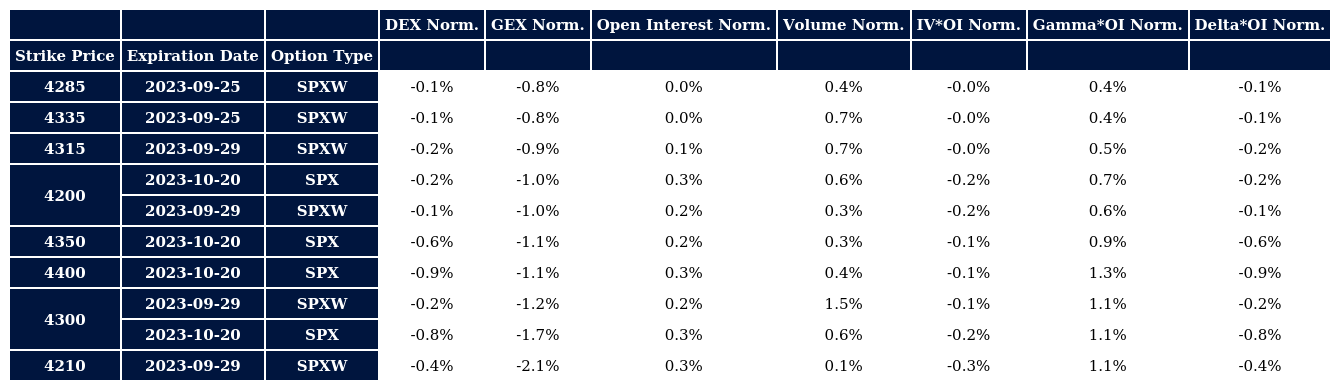 DEX Norm. GEX Norm. Open Interest Norm. Volume Norm. IV*OI Norm. Gamma*OI Norm. Delta*OI Norm.
Strike Price Expiration Date Option Type
4285 2023-09-25 SPXW -0.1% -0.8% 0.0% 0.4% -0.0% 0.4% -0.1%
4335 2023-09-25 SPXW -0.1% -0.8% 0.0% 0.7% -0.0% 0.4% -0.1%
4315 2023-09-29 SPXW -0.2% -0.9% 0.1% 0.7% -0.0% 0.5% -0.2%
4200 2023-10-20 SPX -0.2% -1.0% 0.3% 0.6% -0.2% 0.7% -0.2%
2023-09-29 SPXW -0.1% -1.0% 0.2% 0.3% -0.2% 0.6% -0.1%
4350 2023-10-20 SPX -0.6% -1.1% 0.2% 0.3% -0.1% 0.9% -0.6%
4400 2023-10-20 SPX -0.9% -1.1% 0.3% 0.4% -0.1% 1.3% -0.9%
4300 2023-09-29 SPXW -0.2% -1.2% 0.2% 1.5% -0.1% 1.1% -0.2%
2023-10-20 SPX -0.8% -1.7% 0.3% 0.6% -0.2% 1.1% -0.8%
4210 2023-09-29 SPXW -0.4% -2.1% 0.3% 0.1% -0.3% 1.1% -0.4%